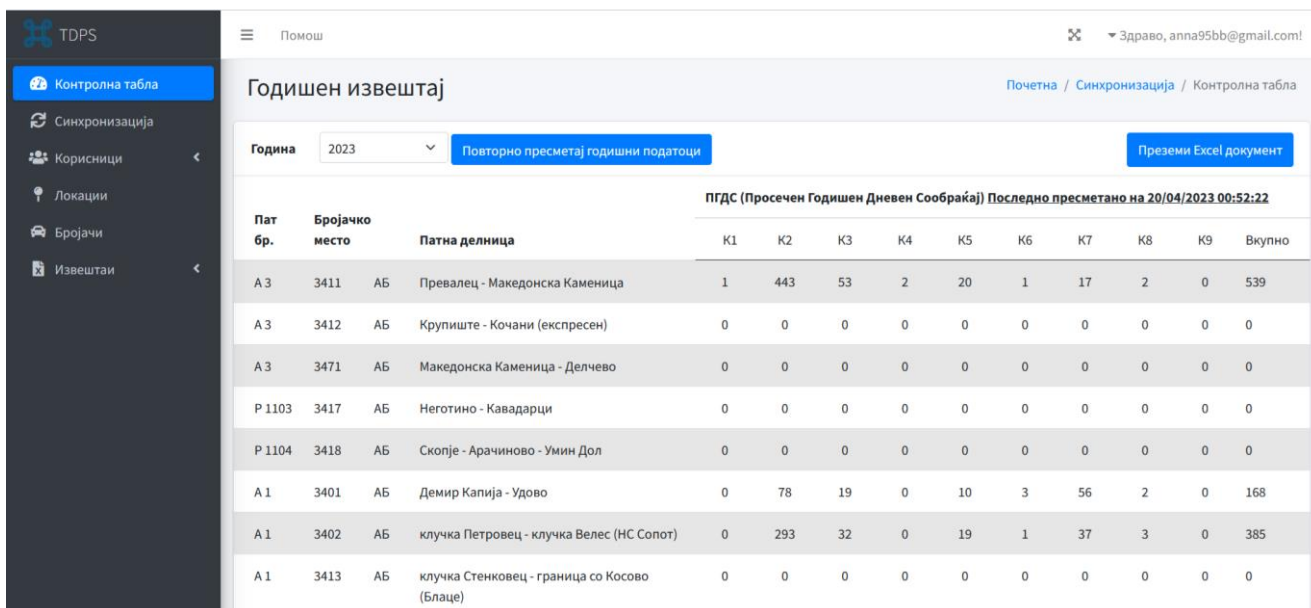 TDPS
Помош
Здраво, anna95bb@gmail.com!
Контролна табла
Синхронизација
Корисници
Локации
Бројачи
Извештаи
Годишен извештај
Почетна / Синхронизација / Контролна табла
Година 2023 Повторно пресметај годишни податоци Преземи Excel документ
ПГДС (Просечен Годишен Дневен Сообраќај) Последно пресметано на 20/04/2023 00:52:22
Пат бр. Бројачко место Патна делница К1 К2 К3 К4 К5 К6 К7 К8 К9 Вкупно
А 3 3411 АБ Превалец - Македонска Каменица 1 443 53 2 20 1 17 2 0 539
А 3 3412 АБ Крупиште - Кочани (експресен) 0 0 0 0 0 0 0 0 0 0
А 3 3471 АБ Македонска Каменица - Делчево 0 0 0 0 0 0 0 0 0 0
Р 1103 3417 АБ Неготино - Кавадарци 0 0 0 0 0 0 0 0 0 0
Р 1104 3418 АБ Скопје - Арачиново - Умин Дол 0 0 0 0 0 0 0 0 0 0
А 1 3401 АБ Демир Капија - Удово 0 78 19 0 10 3 56 2 0 168
А 1 3402 АБ клучка Петровец - клучка Велес (НС Сопот) 0 293 32 0 19 1 37 3 0 385
А 1 3413 АБ клучка Стенковец - граница со Косово 0 0 0 0 0 0 0 0 0 0
(Блаце)